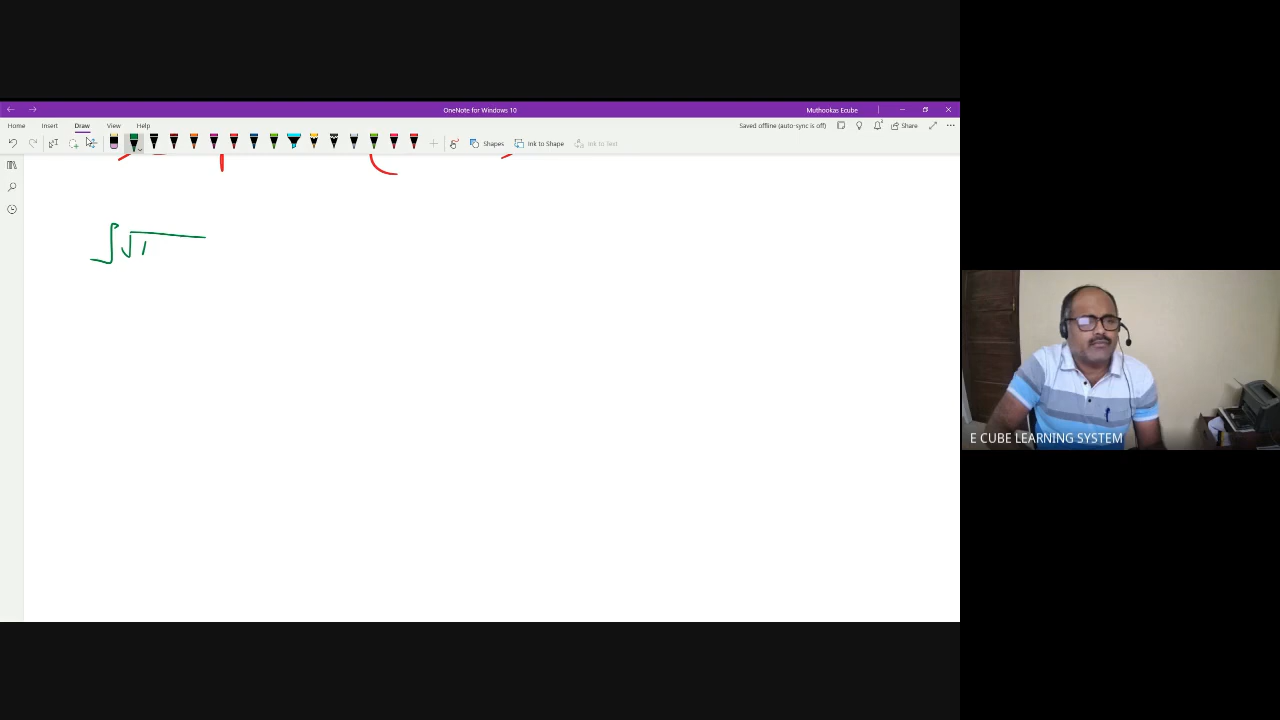 OneNote for Windows 10
Muthookas Ecube
Home Insert Draw View Help
Saved offline (auto-sync is off)
Share
Shapes
Ink to Shape
Ink to Text
∫√1
E CUBE LEARNING SYSTEM